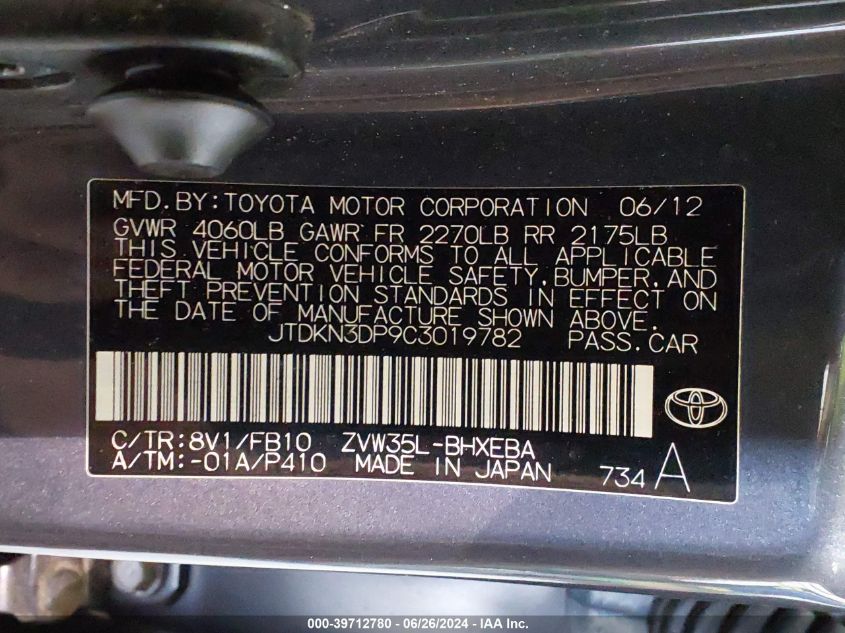 MFD.BY:TOYOTA MOTOR CORPORATION 06/12
GVWR 4060LB GAWR FR 2270LB RR 2175LB
THIS VEHICLE CONFORMS TO ALL APPLICABLE
FEDERAL MOTOR VEHICLE SAFETY,BUMPER,AND
THEFT PREVENTION STANDARDS IN EFFECT ON
THE DATE OF MANUFACTURE SHOWN ABOVE.
JTDKN3DP9C3019782 PASS.CAR
C/TR:8V1/FB10 ZVW35L-BHXEBA
A/TM:-01A/P410 MADE IN JAPAN 734 A
000-39712780 - 06/26/2024 - IAA Inc.